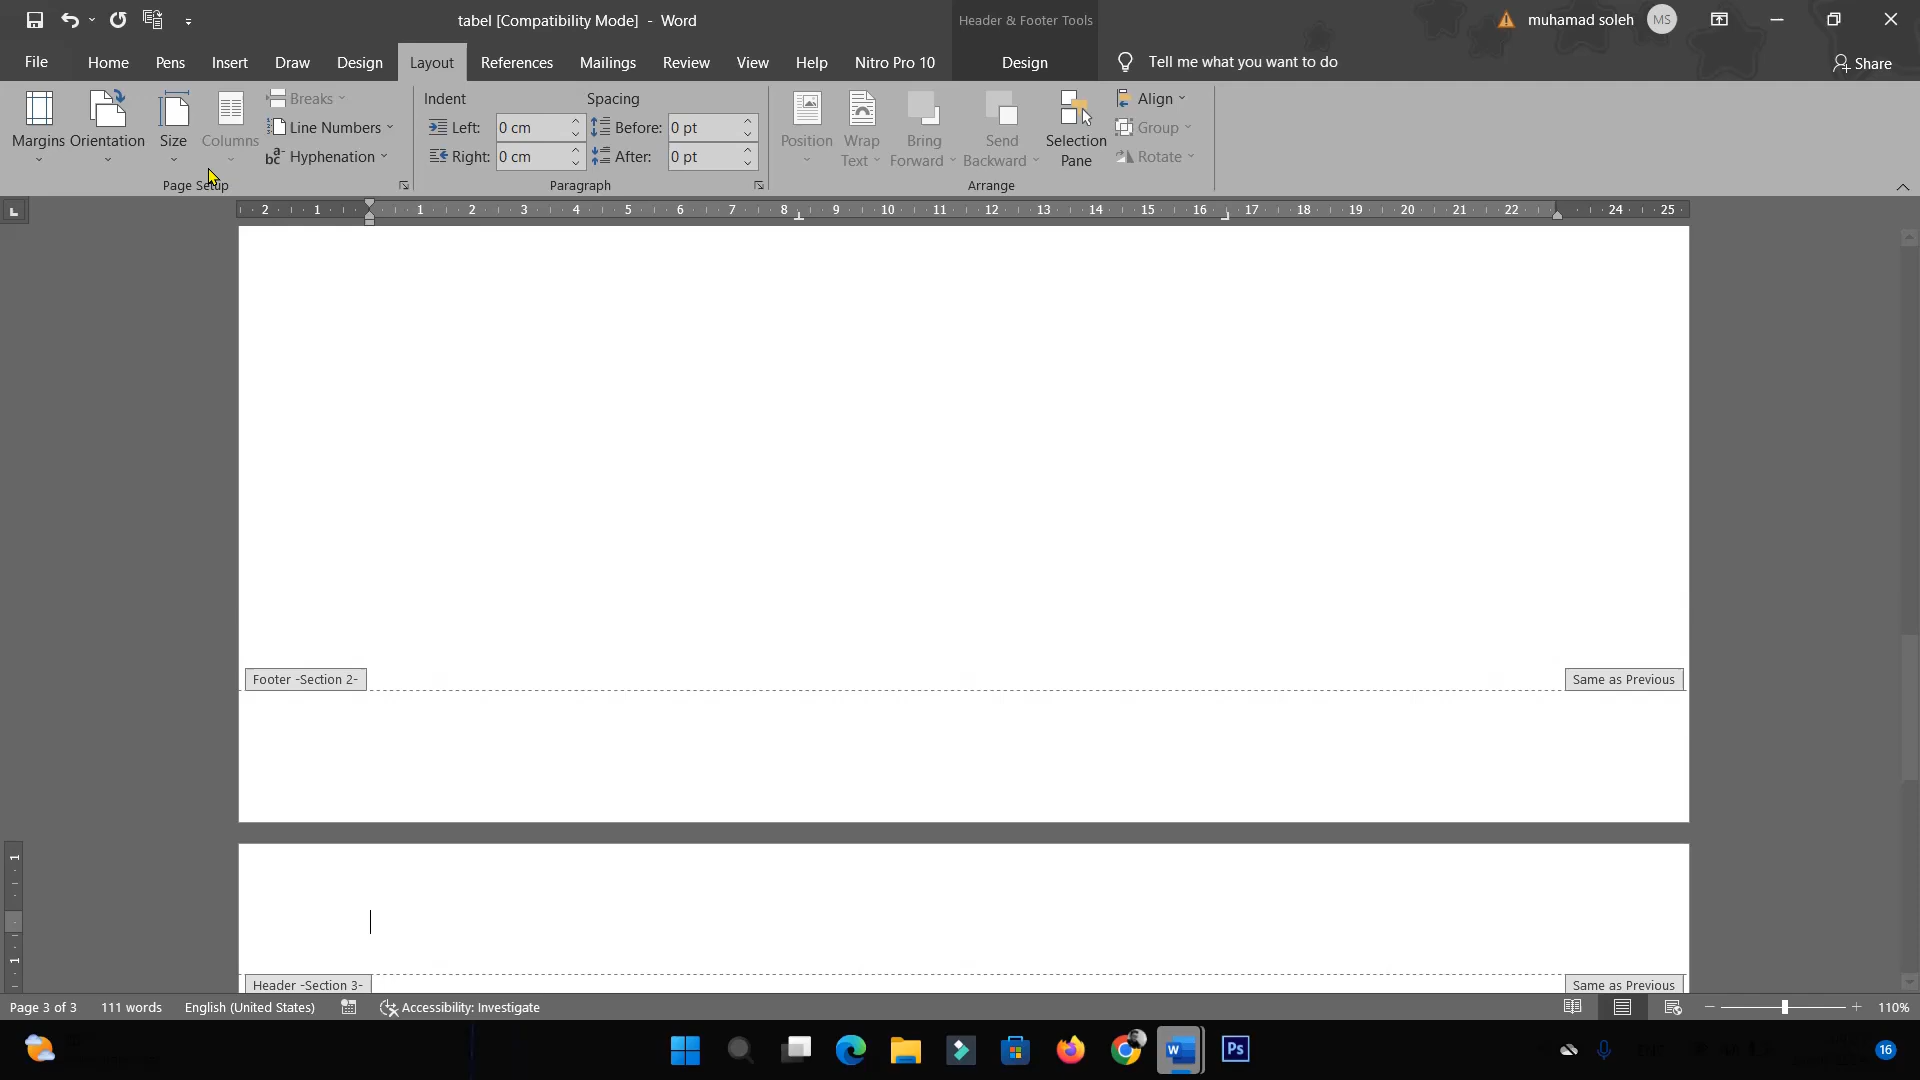 tabel [Compatibility Mode] - Word
Header & Footer Tools
muhamad soleh
MS
File
Home
Pens
Insert
Draw
Design
Layout
References
Mailings
Review
View
Help
Nitro Pro 10
Design
Tell me what you want to do
Share
Margins
Orientation
Size
Columns
Breaks
Line Numbers
Hyphenation
Page Setup
Indent
Left: 0 cm
Right: 0 cm
Spacing
Before: 0 pt
After: 0 pt
Paragraph
Position
Wrap Text
Bring Forward
Send Backward
Selection Pane
Align
Group
Rotate
Arrange
2 1 1 2 3 4 5 6 7 8 9 10 11 12 13 14 15 16 17 18 19 20 21 22 24 25
Footer -Section 2-
Same as Previous
1
1
Header -Section 3-
Same as Previous
Page 3 of 3
111 words
English (United States)
Accessibility: Investigate
110%
W
Ps
16